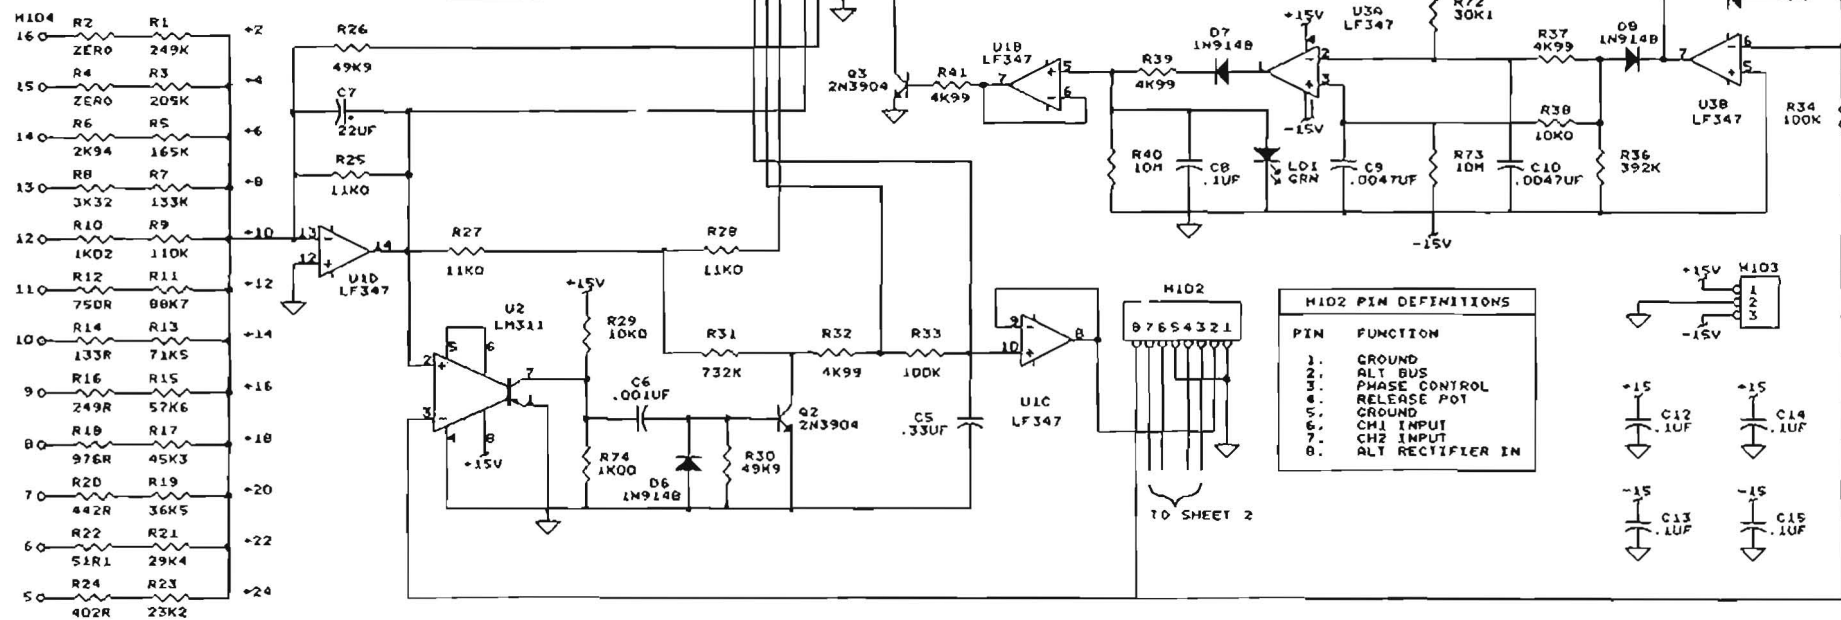 H104
16 R2 R1 +2
ZERO 249K
15 R4 R3 +4
ZERO 205K
14 R6 R5 +6
2K94 165K
13 R8 R7 +8
3K32 133K
12 R10 R9 +10
1K02 110K
11 R12 R11 +12
750R 88K7
10 R14 R13 +14
133R 71K5
9 R16 R15 +16
249R 57K6
8 R18 R17 +18
976R 45K3
7 R20 R19 +20
442R 36K5
6 R22 R21 +22
51R1 29K4
5 R24 R23 +24
402R 23K2
R26
49K9
C7
.22UF
R25
11K0
13
-
12
+
14
U1D
LF347
R27
11K0
R28
11K0
U2
LM311
5
6
2
+
3
-
7
1
4
8
+15V
+15V
R29
10K0
C6
.001UF
R74
1K00
D6
1N914B
R30
49K9
Q2
2N3904
R31
732K
R32
4K99
R33
100K
C5
.33UF
9
-
10
+
8
U1C
LF347
Q3
2N3904
R41
4K99
U1B
LF347
7
5
+
6
-
R39
4K99
D7
1N914B
+15V
4
U3A
LF347
1
2
-
3
+
11
-15V
R40
10M
C8
.1UF
LD1
GRN
C9
.0047UF
R73
10M
C10
.0047UF
R72
30K1
R37
4K99
D8
1N914B
R38
10K0
R36
392K
7
6
-
5
+
U3B
LF347
R34
100K
-15V
H102
87654321
TO SHEET 2
H102 PIN DEFINITIONS
PIN FUNCTION
1. GROUND
2. ALT BUS
3. PHASE CONTROL
4. RELEASE POT
5. GROUND
6. CH1 INPUT
7. CH2 INPUT
8. ALT RECTIFIER IN
+15V H103
1
2
3
-15V
+15
C12
.1UF
+15
C14
.1UF
-15
C13
.1UF
-15
C15
.1UF